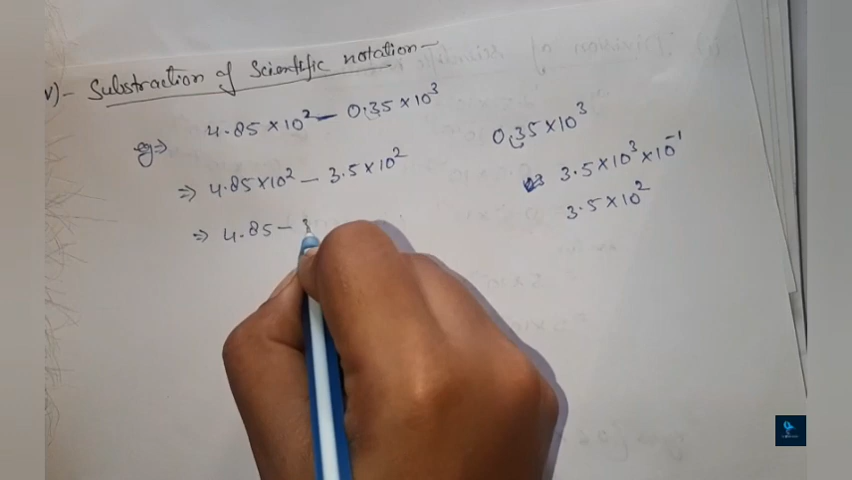 v)- Substraction of Scientific notation-
eg⇒ 4.85×10² - 0.35×10³
⇒ 4.85×10² - 3.5×10²
⇒ 4.85 -
0.35×10³
3.5×10³×10⁻¹
3.5×10²